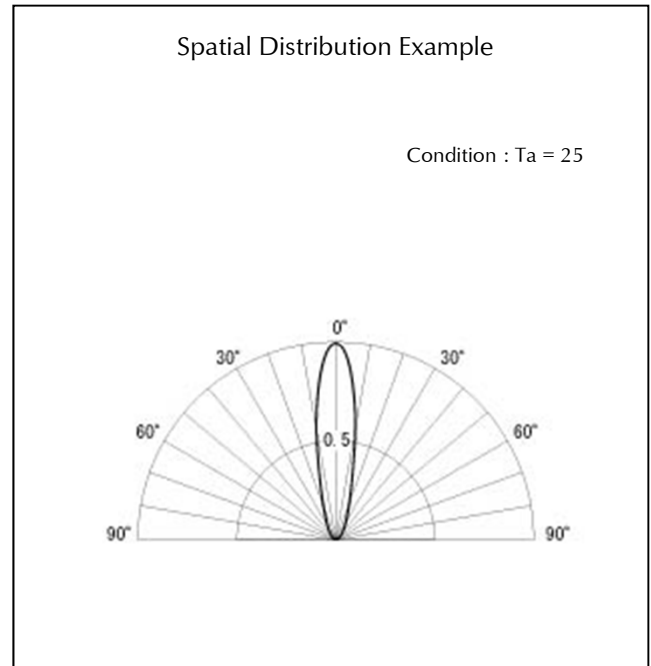 Spatial Distribution Example
Condition : Ta = 25
0°
30° 30°
60° 60°
0. 5
90° 90°